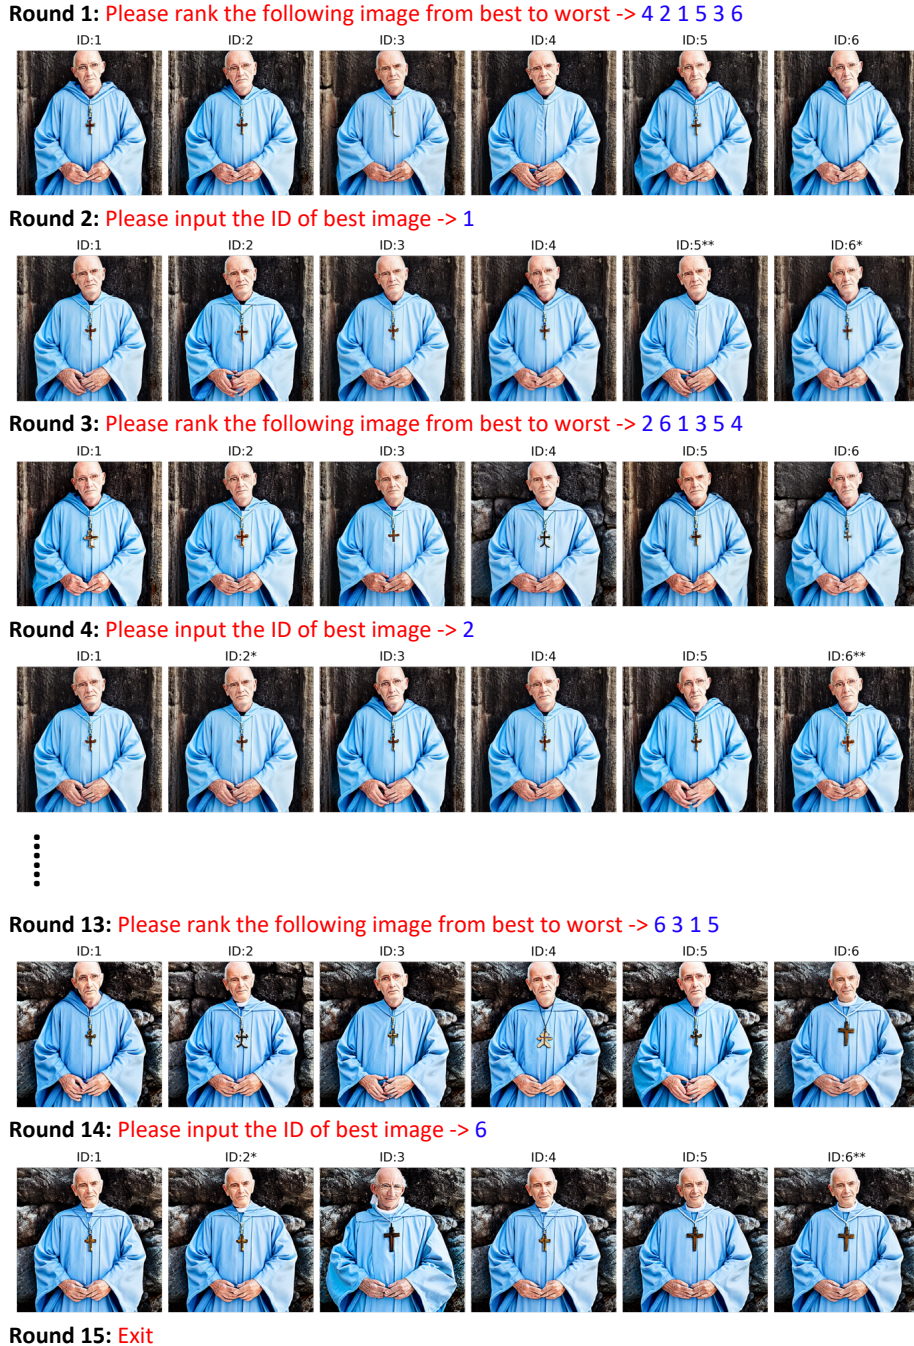 Round 1: Please rank the following image from best to worst -> 4 2 1 5 3 6
ID:1 ID:2 ID:3 ID:4 ID:5 ID:6
Round 2: Please input the ID of best image -> 1
ID:1 ID:2 ID:3 ID:4 ID:5** ID:6*
Round 3: Please rank the following image from best to worst -> 2 6 1 3 5 4
ID:1 ID:2 ID:3 ID:4 ID:5 ID:6
Round 4: Please input the ID of best image -> 2
ID:1 ID:2* ID:3 ID:4 ID:5 ID:6**
Round 13: Please rank the following image from best to worst -> 6 3 1 5
ID:1 ID:2 ID:3 ID:4 ID:5 ID:6
Round 14: Please input the ID of best image -> 6
ID:1 ID:2* ID:3 ID:4 ID:5 ID:6**
Round 15: Exit